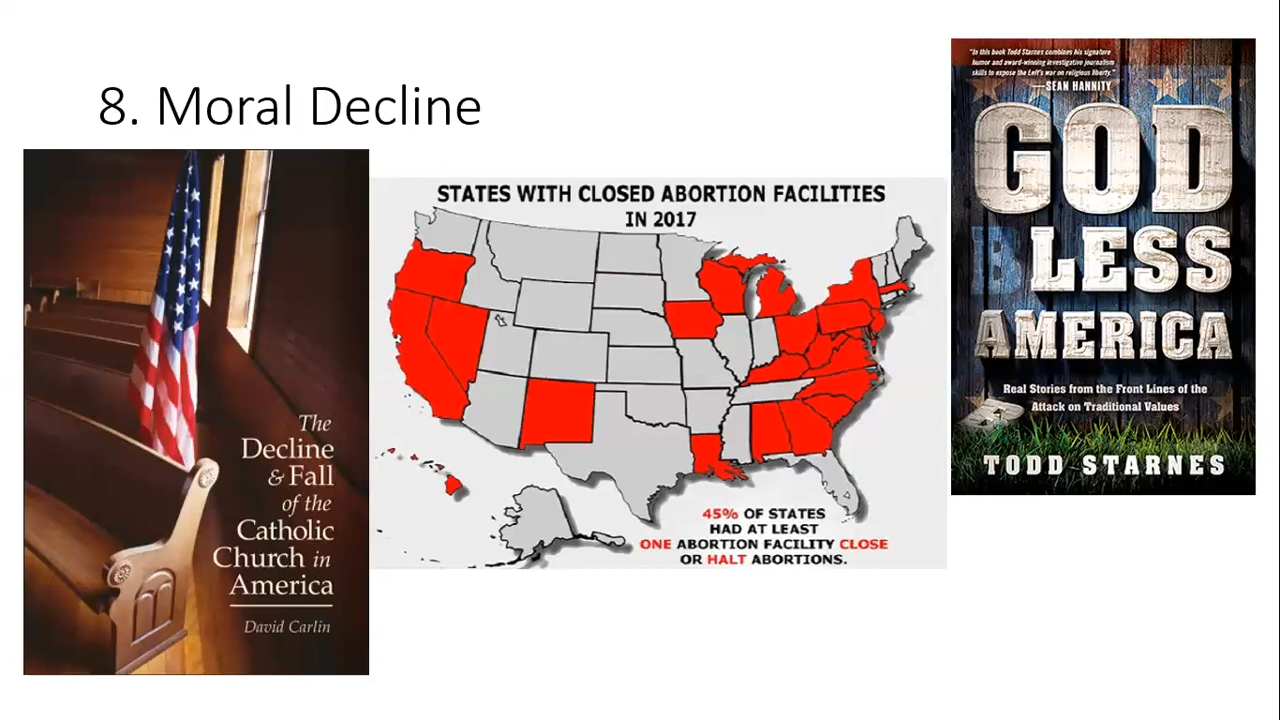 8. Moral Decline
The
Decline
& Fall
of the
Catholic
Church in
America
David Carlin
STATES WITH CLOSED ABORTION FACILITIES
IN 2017
45% OF STATES
HAD AT LEAST
ONE ABORTION FACILITY CLOSE
OR HALT ABORTIONS.
"In this book Todd Starnes combines his signature
humor and award-winning investigative journalism
skills to expose the Left's war on religious liberty."
—SEAN HANNITY
GOD
BLESS
AMERICA
Real Stories from the Front Lines of the
Attack on Traditional Values
TODD STARNES